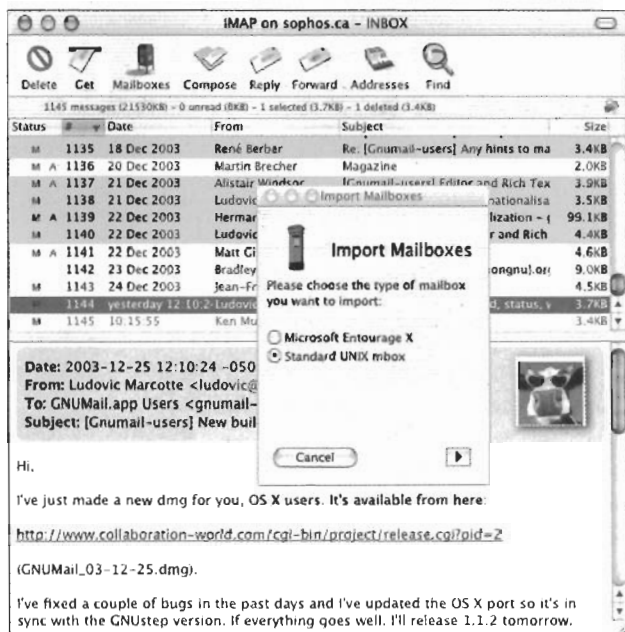 iMAP on sophos.ca – INBOX
Delete Get Mailboxes Compose Reply Forward Addresses Find
1145 messages (21530KB) – 0 unread (0KB) – 1 selected (3.7KB) – 1 deleted (3.4KB)
Status # Date From Subject Size
M 1135 18 Dec 2003 René Berber Re: [Gnumail-users] Any hints to ma 3.4KB
M A 1136 20 Dec 2003 Martin Brecher Magazine 2.0KB
M A 1137 21 Dec 2003 Alistair Windsor [Gnumail-users] Editor and Rich Tex 3.9KB
M 1138 21 Dec 2003 Ludovic nationalisa 3.5KB
M A 1139 22 Dec 2003 Herma lization – ( 99.1KB
M 1140 22 Dec 2003 Ludovic r and Rich 4.4KB
M A 1141 22 Dec 2003 Matt Gi 4.6KB
1142 23 Dec 2003 Bradley ongnu].org 9.0KB
M 1143 24 Dec 2003 Jean-Fr 4.5KB
M 1144 yesterday 12:10:2 Ludovic d, status, v 3.7KB
M 1145 10:15:55 Ken Mu 3.4KB
Import Mailboxes
Import Mailboxes
Please choose the type of mailbox
you want to import:
Microsoft Entourage X
Standard UNIX mbox
Cancel
Date: 2003-12-25 12:10:24 -050
From: Ludovic Marcotte <ludovic@
To: GNUMail.app Users <gnumail-
Subject: [Gnumail-users] New buil
Hi,
I've just made a new dmg for you, OS X users. It's available from here:
http://www.collaboration-world.com/cgi-bin/project/release.cgi?pid=2
(GNUMail_03-12-25.dmg).
I've fixed a couple of bugs in the past days and I've updated the OS X port so it's in
sync with the GNUstep version. If everything goes well. I'll release 1.1.2 tomorrow.